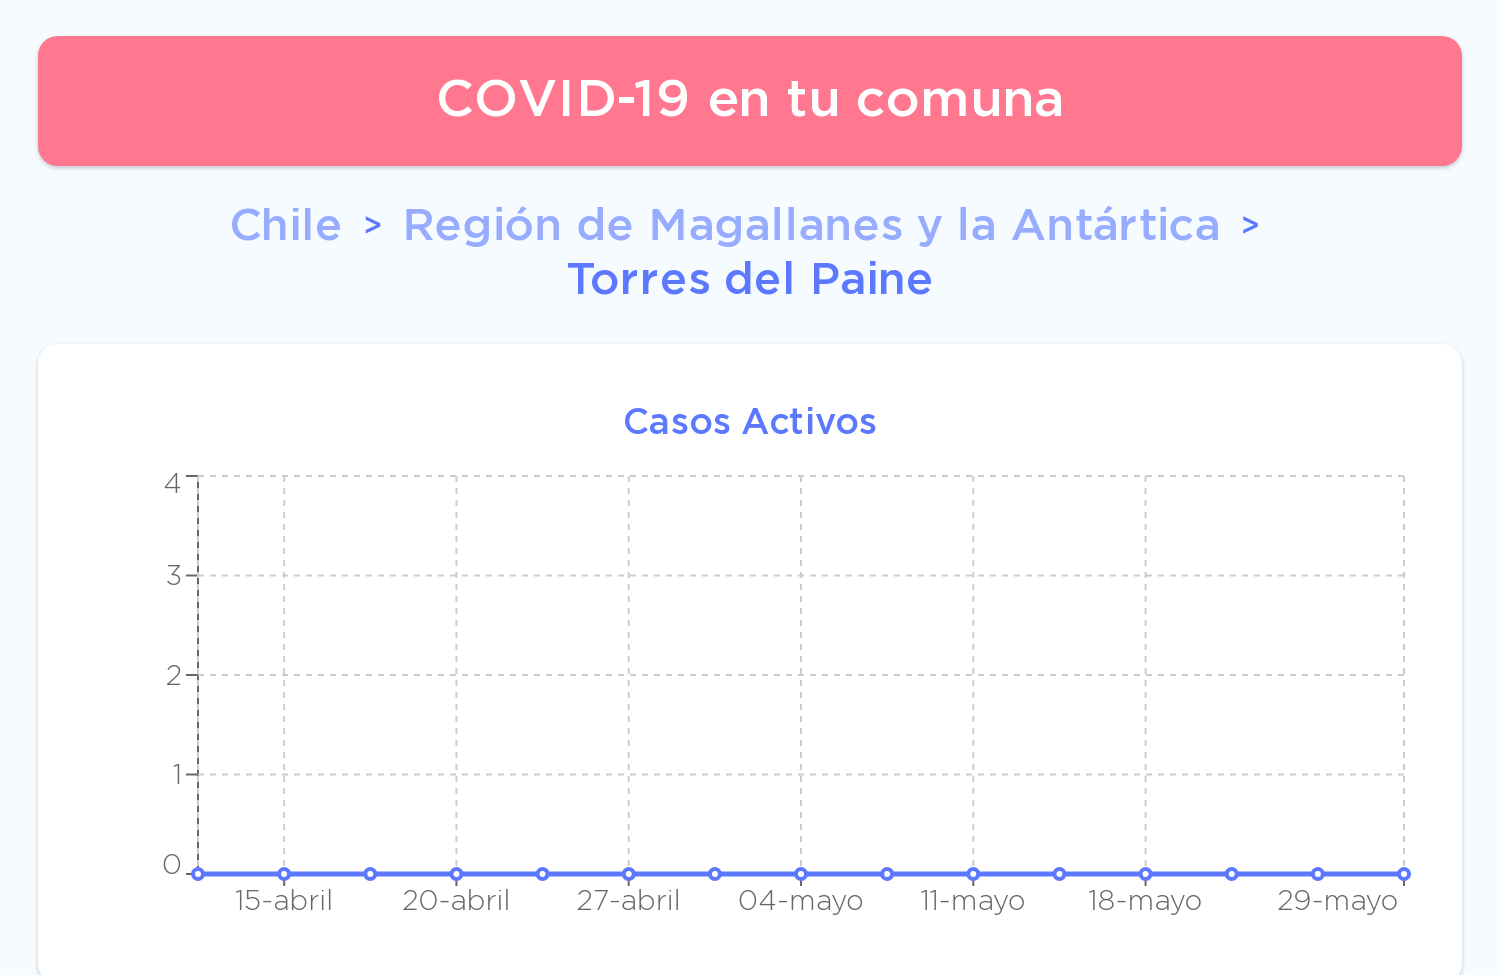 COVID-19 en tu comuna
Chile > Región de Magallanes y la Antártica >
Torres del Paine
Casos Activos
4
3
2
1
0
15-abril 20-abril 27-abril 04-mayo 11-mayo 18-mayo 29-mayo